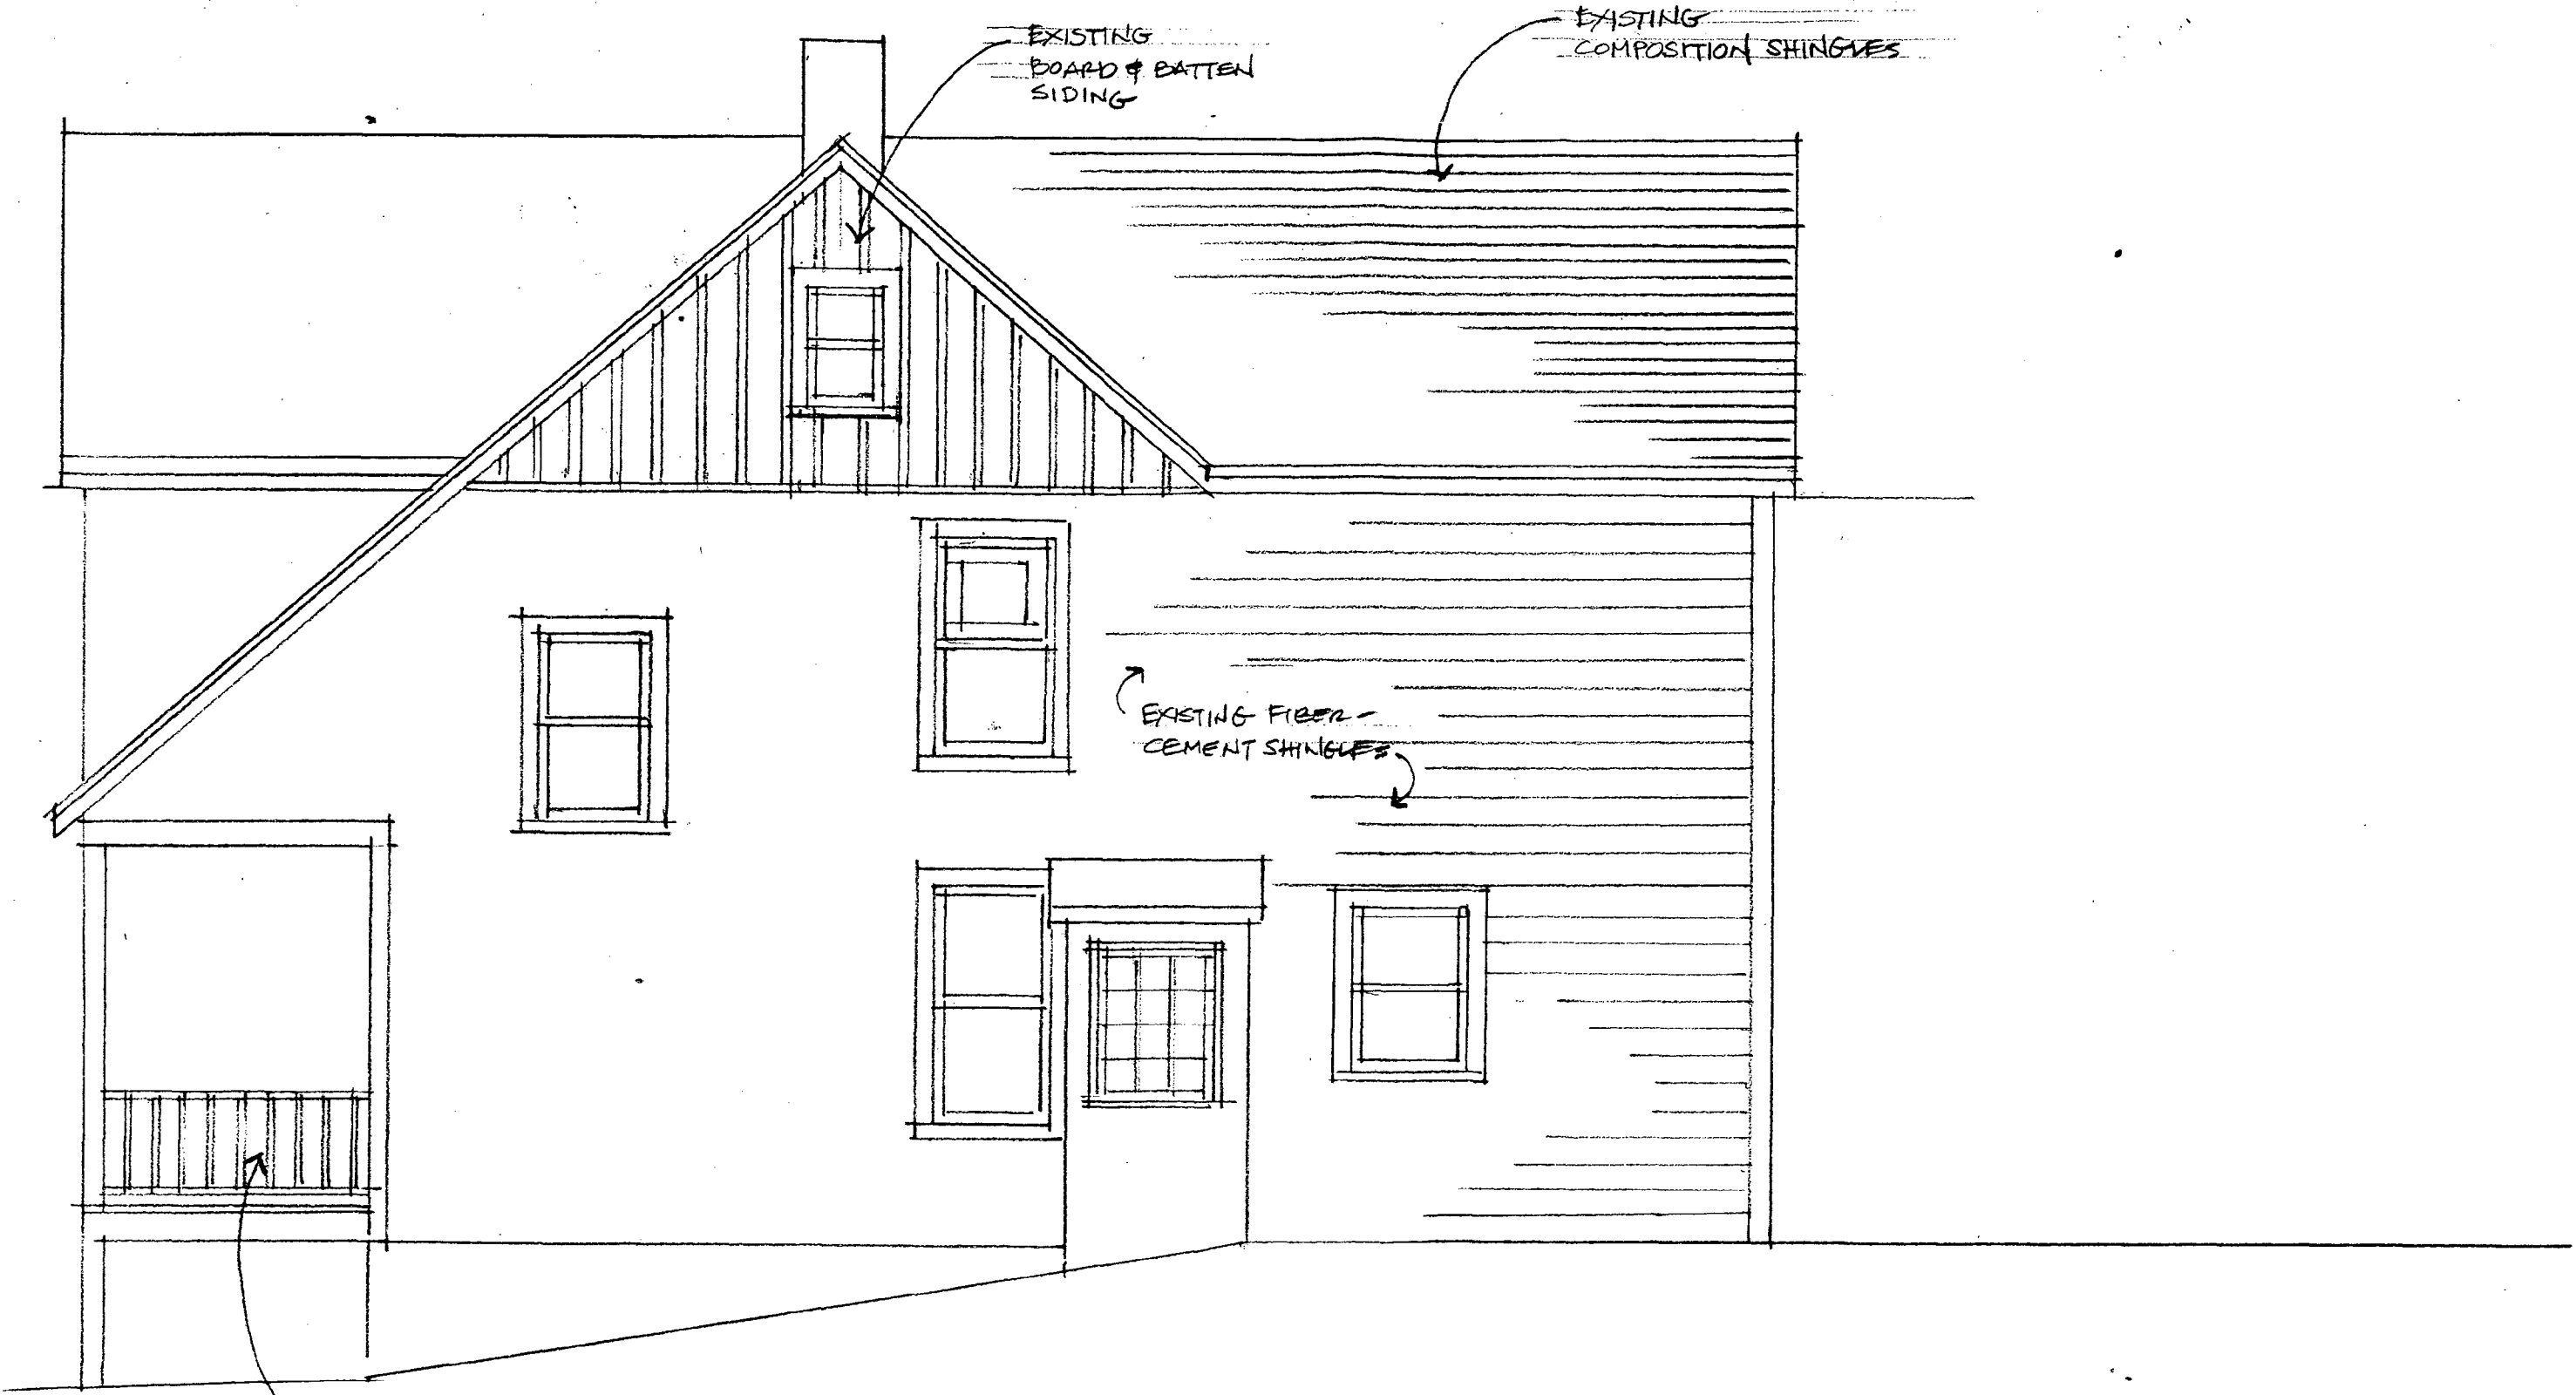 EXISTING
BOARD & BATTEN
SIDING
EXISTING
COMPOSITION SHINGLES
EXISTING FIBER-
CEMENT SHINGLES